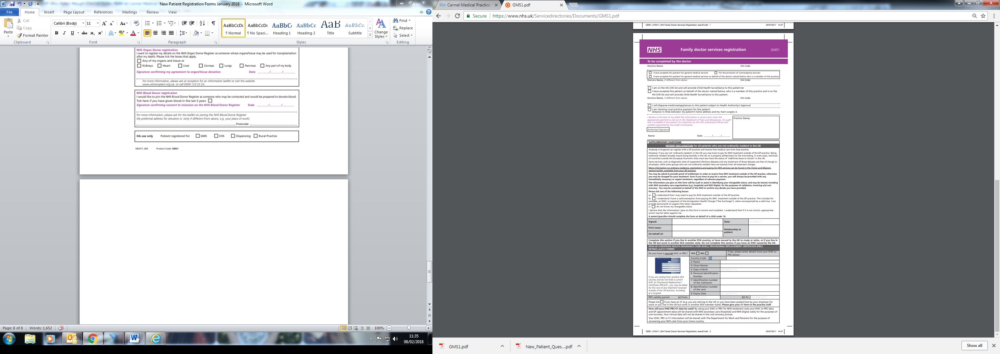 New Patient Registration Forms January 2018 - Microsoft Word
File Home Insert Page Layout References Mailings Review View
Cut
Copy
Format Painter
Paste
Calibri (Body) 11
AaBbCcDc AaBbCcDc AaBbCc AaBbCc AaB AaBbCc.
¶ Normal ¶ No Spaci... Heading 1 Heading 2 Title Subtitle
Change Styles
Find
Replace
Select
Clipboard Font Paragraph Styles Editing
NHS Organ Donor registration
I want to register my details on the NHS Organ Donor Register as someone whose organs/tissue may be used for transplantation
after my death. Please tick the boxes that apply.
Any of my organs and tissue or
Kidneys Heart Liver Corneas Lungs Pancreas Any part of my body
Signature confirming my agreement to organ/tissue donation Date ____/____/____
For more information, please ask at reception for an information leaflet or visit the website
www.uktransplant.org.uk, or call 0300 123 23 23.
NHS Blood Donor registration
I would like to join the NHS Blood Donor Register as someone who may be contacted and would be prepared to donate blood.
Tick here if you have given blood in the last 3 years
Signature confirming consent to inclusion on the NHS Blood Donor Register Date ____/____/____
For more information, please ask for the leaflet on joining the NHS Blood Donor Register
My preferred address for donation is: (only if different from above, e.g. your place of work)
Postcode:
HA use only Patient registered for GMS CHS Dispensing Rural Practice
042017_003 Product Code: GMS1
Page: 8 of 8 Words: 1,652 100%
11:35
08/02/2018
NHS Carmel Medical Practice GMS1.pdf
Secure https://www.nhs.uk/Servicedirectories/Documents/GMS1.pdf
GMS1_072017_004 Family Doctor Services Registration_tearoff.indd 1 20/07/2017 14:27
NHS Family doctor services registration GMS1
To be completed by the doctor
Doctors Name HA Code
I have accepted this patient for general medical services For the provision of contraceptive services
I have accepted this patient for general medical services on behalf of the doctor named below who is a member of this practice
Doctors Name, if different from above HA Code
I am on the HA CHS list and will provide Child Health Surveillance to this patient or
I have accepted this patient on behalf of the doctor named below, who is a member of this practice and is on the
HA CHS list and will provide Child Health Surveillance to this patient.
Doctors Name, if different from above HA Code
I will dispense medicines/appliances to this patient subject to Health Authority's Approval
I am claiming rural practice payment for this patient.
Distance in miles between my patient's home address and my main surgery is
I declare to the best of my belief this information is correct and I claim the
appropriate payment as set out in the Statement of Fees and Allowances. An audit
trail is available at the practice for inspection by the HA's authorised officers and
auditors appointed by the Audit Commission.
Practice Stamp
Authorised Signature
Name Date ____/____/____
SUPPLEMENTARY QUESTIONS
PATIENT DECLARATION for all patients who are not ordinarily resident in the UK
Anybody in England can register with a GP practice and receive free medical care from that practice.
However, if you are not 'ordinarily resident' in the UK you may have to pay for NHS treatment outside of the GP practice. Being
ordinarily resident broadly means living lawfully in the UK on a properly settled basis for the time being. In most cases, nationals
of countries outside the European Economic Area must also have the status of 'indefinite leave to remain' in the UK.
Some services, such as diagnostic tests of suspected infectious diseases and any treatment of those diseases are free of charge to
all people, while some groups who are not ordinarily resident here are exempt from all treatment charges.
More information on ordinary residence, exemptions and paying for NHS services can be found in the Visitor and Migrant
patient leaflet, available from your GP practice.
You may be asked to provide proof of entitlement in order to receive free NHS treatment outside of the GP practice, otherwise
you may be charged for your treatment. Even if you have to pay for a service, you will always be provided with any
immediately necessary or urgent treatment, regardless of advance payment.
The information you give on this form will be used to assist in identifying your chargeable status, and may be shared, including
with NHS secondary care organisations (e.g. hospitals) and NHS Digital, for the purposes of validation, invoicing and cost
recovery. You may be contacted on behalf of the NHS to confirm any details you have provided.
Please tick one of the following boxes:
a) I understand that I may need to pay for NHS treatment outside of the GP practice
b) I understand I have a valid exemption from paying for NHS treatment outside of the GP practice. This includes for
example, an EHIC, or payment of the Immigration Health Charge ("the Surcharge"), when accompanied by a valid visa. I can
provide documents to support this when requested
c) I do not know my chargeable status
I declare that the information I give on this form is correct and complete. I understand that if it is not correct, appropriate
action may be taken against me.
A parent/guardian should complete the form on behalf of a child under 16.
Signed: Date: DD MM YY
Print name: Relationship to patient:
On behalf of:
Complete this section if you live in another EEA country, or have moved to the UK to study or retire, or if you live in
the UK but work in another EEA member state. Do not complete this section if you have an EHIC issued by the UK.
NON-UK EUROPEAN HEALTH INSURANCE CARD (EHIC), PROVISIONAL REPLACEMENT CERTIFICATE (PRC)
DETAILS and S1 FORMS
Do you have a non-UK EHIC or PRC? YES: NO: If yes, please enter details from your EHIC or PRC below:
Country Code:
3: Name
4: Given Names
5: Date of Birth DD MM YYYY
6: Personal Identification Number
7: Identification number of the institution
8: Identification number of the card
9: Expiry Date DD MM YYYY
If you are visiting from another EEA
country and do not hold a current
EHIC (or Provisional Replacement
Certificate (PRC))/S1, you may be billed
for the cost of any treatment received
outside of the GP practice, including
at a hospital.
PRC validity period (a) From: DD MM YYYY (b) To: DD MM YYYY
Please tick if you have an S1 (e.g. you are retiring to the UK or you have been posted here by your employer for
work or you live in the UK but work in another EEA member state). Please give your S1 form to the practice staff.
How will your EHIC/PRC/S1 data be used? By using your EHIC or PRC for NHS treatment costs your EHIC or PRC data
and GP appointment data will be shared with NHS secondary care (hospitals) and NHS Digital solely for the purposes of
cost recovery. Your clinical data will not be shared in the cost recovery process.
Your EHIC, PRC or S1 information will be shared with The Department for Work and Pensions for the purpose of
recovering your NHS costs from your home country.
GMS1_072017_004 Family Doctor Services Registration_tearoff.indd 2 20/07/2017 14:27
GMS1.pdf New_Patient_Ques....pdf Show all